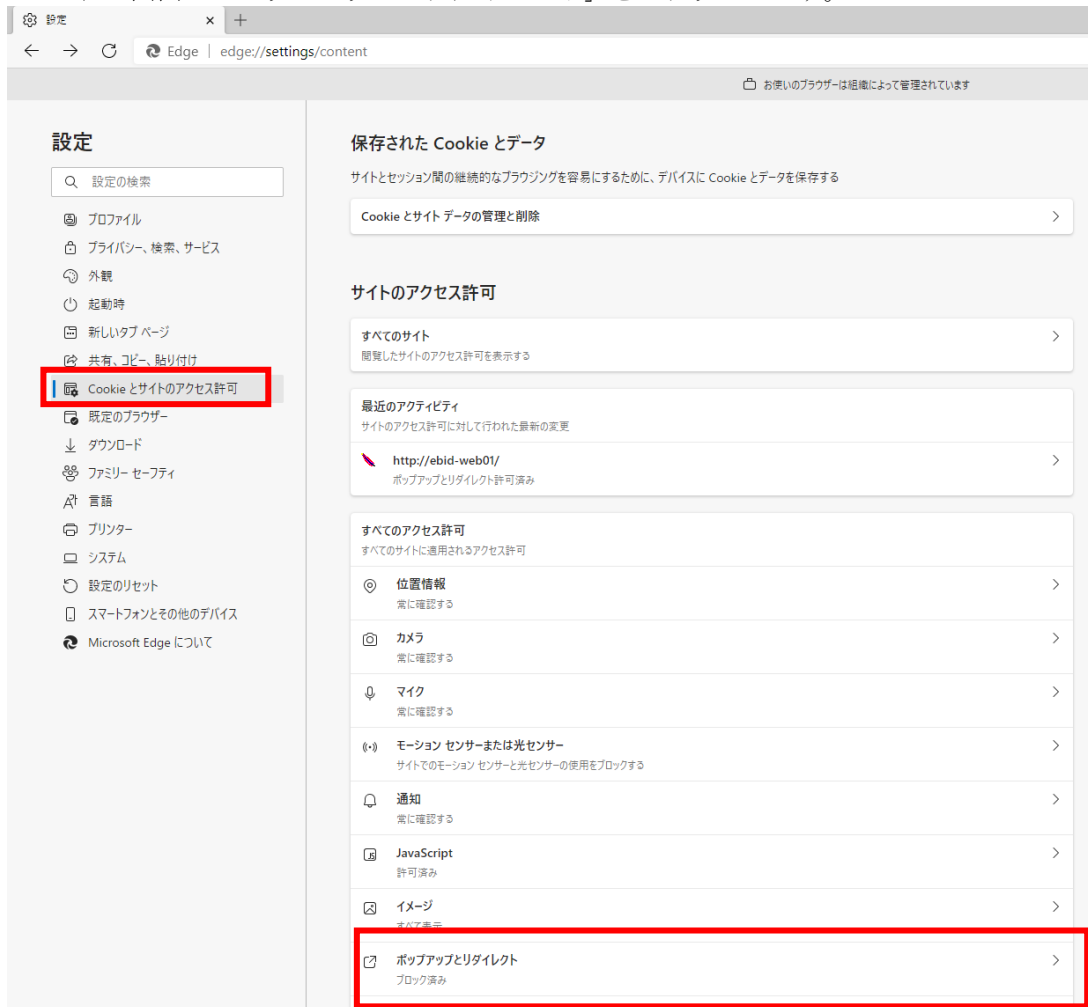 設定
Edge | edge://settings/content
お使いのブラウザーは組織によって管理されています
設定
設定の検索
プロファイル
プライバシー、検索、サービス
外観
起動時
新しいタブ ページ
共有、コピー、貼り付け
Cookie とサイトのアクセス許可
既定のブラウザー
ダウンロード
ファミリー セーフティ
言語
プリンター
システム
設定のリセット
スマートフォンとその他のデバイス
Microsoft Edge について
保存された Cookie とデータ
サイトとセッション間の継続的なブラウジングを容易にするために、デバイスに Cookie とデータを保存する
Cookie とサイト データの管理と削除
サイトのアクセス許可
すべてのサイト
閲覧したサイトのアクセス許可を表示する
最近のアクティビティ
サイトのアクセス許可に対して行われた最新の変更
http://ebid-web01/
ポップアップとリダイレクト許可済み
すべてのアクセス許可
すべてのサイトに適用されるアクセス許可
位置情報
常に確認する
カメラ
常に確認する
マイク
常に確認する
モーション センサーまたは光センサー
サイトでのモーション センサーと光センサーの使用をブロックする
通知
常に確認する
JavaScript
許可済み
イメージ
すべて表示
ポップアップとリダイレクト
ブロック済み